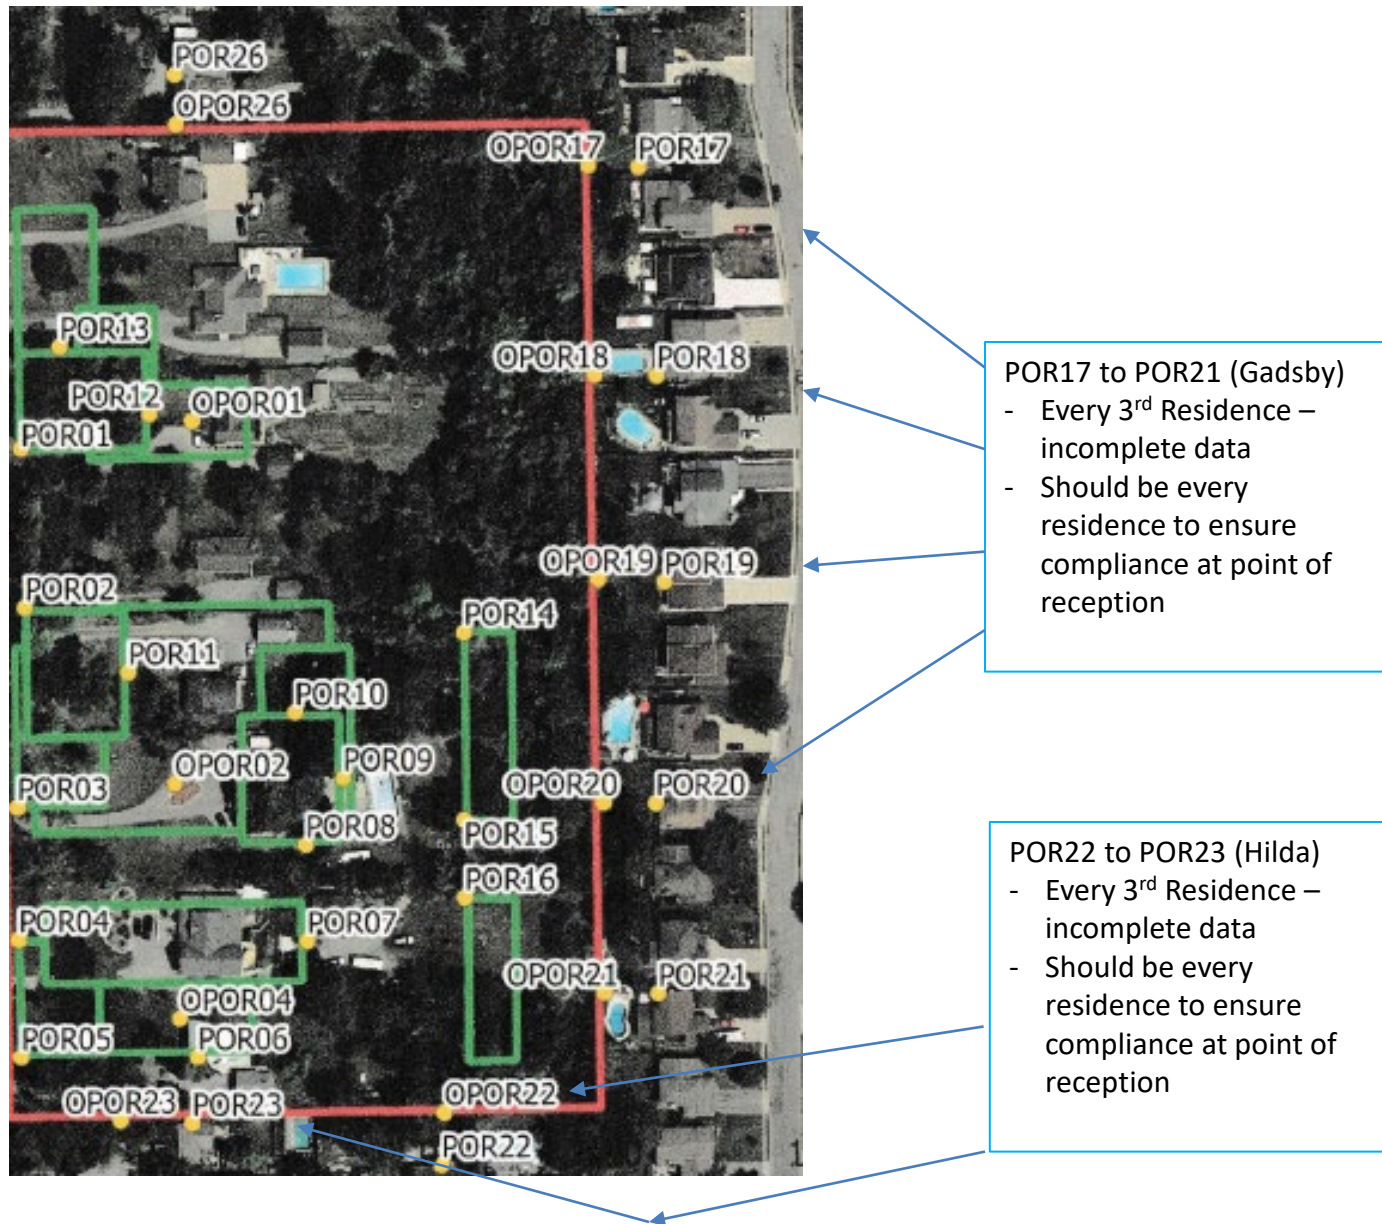 POR26
OPOR26
OPOR17 POR17
POR13
OPOR18 POR18
POR12 OPOR01
POR01
OPOR19 POR19
POR02
POR14
POR11
POR10
OPOR02 POR09
POR03 OPOR20 POR20
POR08 POR15
POR16
POR04 POR07
OPOR21 POR21
OPOR04
POR05 POR06
OPOR23 POR23 OPOR22
POR22
1
POR17 to POR21 (Gadsby)
- Every 3rd Residence –
incomplete data
- Should be every
residence to ensure
compliance at point of
reception
POR22 to POR23 (Hilda)
- Every 3rd Residence –
incomplete data
- Should be every
residence to ensure
compliance at point of
reception